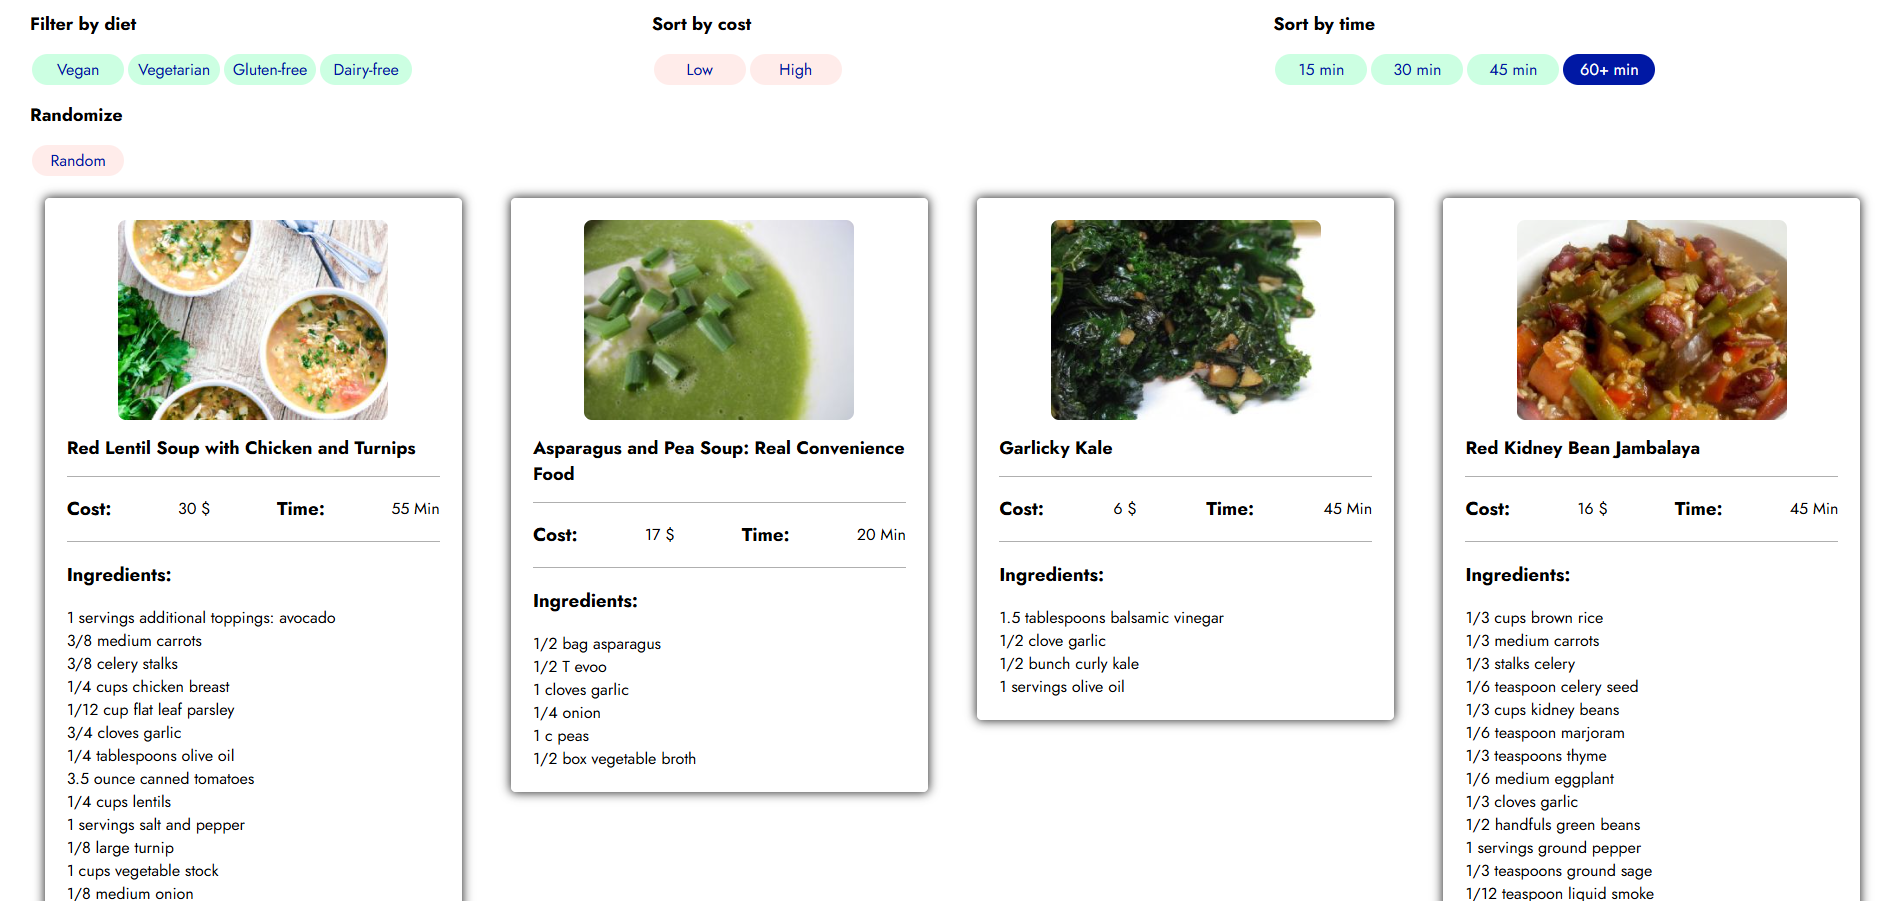 Filter by diet
Vegan Vegetarian Gluten-free Dairy-free
Sort by cost
Low High
Sort by time
15 min 30 min 45 min 60+ min
Randomize
Random
Red Lentil Soup with Chicken and Turnips
Cost: 30 $ Time: 55 Min
Ingredients:
1 servings additional toppings: avocado
3/8 medium carrots
3/8 celery stalks
1/4 cups chicken breast
1/12 cup flat leaf parsley
3/4 cloves garlic
1/4 tablespoons olive oil
3.5 ounce canned tomatoes
1/4 cups lentils
1 servings salt and pepper
1/8 large turnip
1 cups vegetable stock
1/8 medium onion
Asparagus and Pea Soup: Real Convenience
Food
Cost: 17 $ Time: 20 Min
Ingredients:
1/2 bag asparagus
1/2 T evoo
1 cloves garlic
1/4 onion
1 c peas
1/2 box vegetable broth
Garlicky Kale
Cost: 6 $ Time: 45 Min
Ingredients:
1.5 tablespoons balsamic vinegar
1/2 clove garlic
1/2 bunch curly kale
1 servings olive oil
Red Kidney Bean Jambalaya
Cost: 16 $ Time: 45 Min
Ingredients:
1/3 cups brown rice
1/3 medium carrots
1/3 stalks celery
1/6 teaspoon celery seed
1/3 cups kidney beans
1/6 teaspoon marjoram
1/3 teaspoons thyme
1/6 medium eggplant
1/3 cloves garlic
1/2 handfuls green beans
1 servings ground pepper
1/3 teaspoons ground sage
1/12 teaspoon liquid smoke